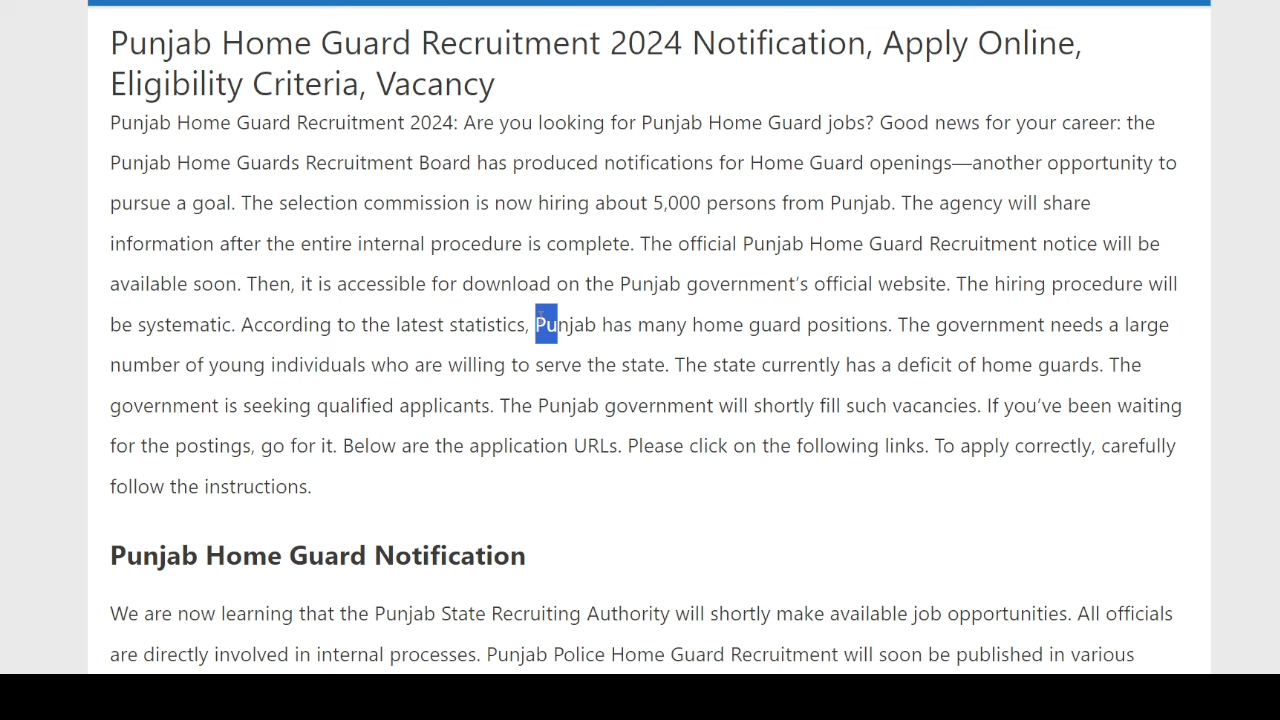 Punjab Home Guard Recruitment 2024 Notification, Apply Online,
Eligibility Criteria, Vacancy
Punjab Home Guard Recruitment 2024: Are you looking for Punjab Home Guard jobs? Good news for your career: the
Punjab Home Guards Recruitment Board has produced notifications for Home Guard openings—another opportunity to
pursue a goal. The selection commission is now hiring about 5,000 persons from Punjab. The agency will share
information after the entire internal procedure is complete. The official Punjab Home Guard Recruitment notice will be
available soon. Then, it is accessible for download on the Punjab government’s official website. The hiring procedure will
be systematic. According to the latest statistics, Punjab has many home guard positions. The government needs a large
number of young individuals who are willing to serve the state. The state currently has a deficit of home guards. The
government is seeking qualified applicants. The Punjab government will shortly fill such vacancies. If you’ve been waiting
for the postings, go for it. Below are the application URLs. Please click on the following links. To apply correctly, carefully
follow the instructions.
Punjab Home Guard Notification
We are now learning that the Punjab State Recruiting Authority will shortly make available job opportunities. All officials
are directly involved in internal processes. Punjab Police Home Guard Recruitment will soon be published in various